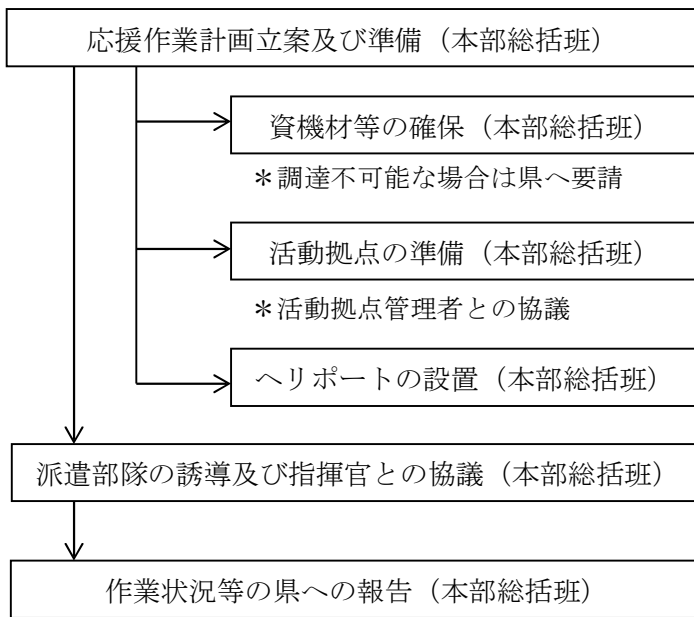 応援作業計画立案及び準備（本部総括班）
資機材等の確保（本部総括班）
＊調達不可能な場合は県へ要請
活動拠点の準備（本部総括班）
＊活動拠点管理者との協議
ヘリポートの設置（本部総括班）
派遣部隊の誘導及び指揮官との協議（本部総括班）
作業状況等の県への報告（本部総括班）